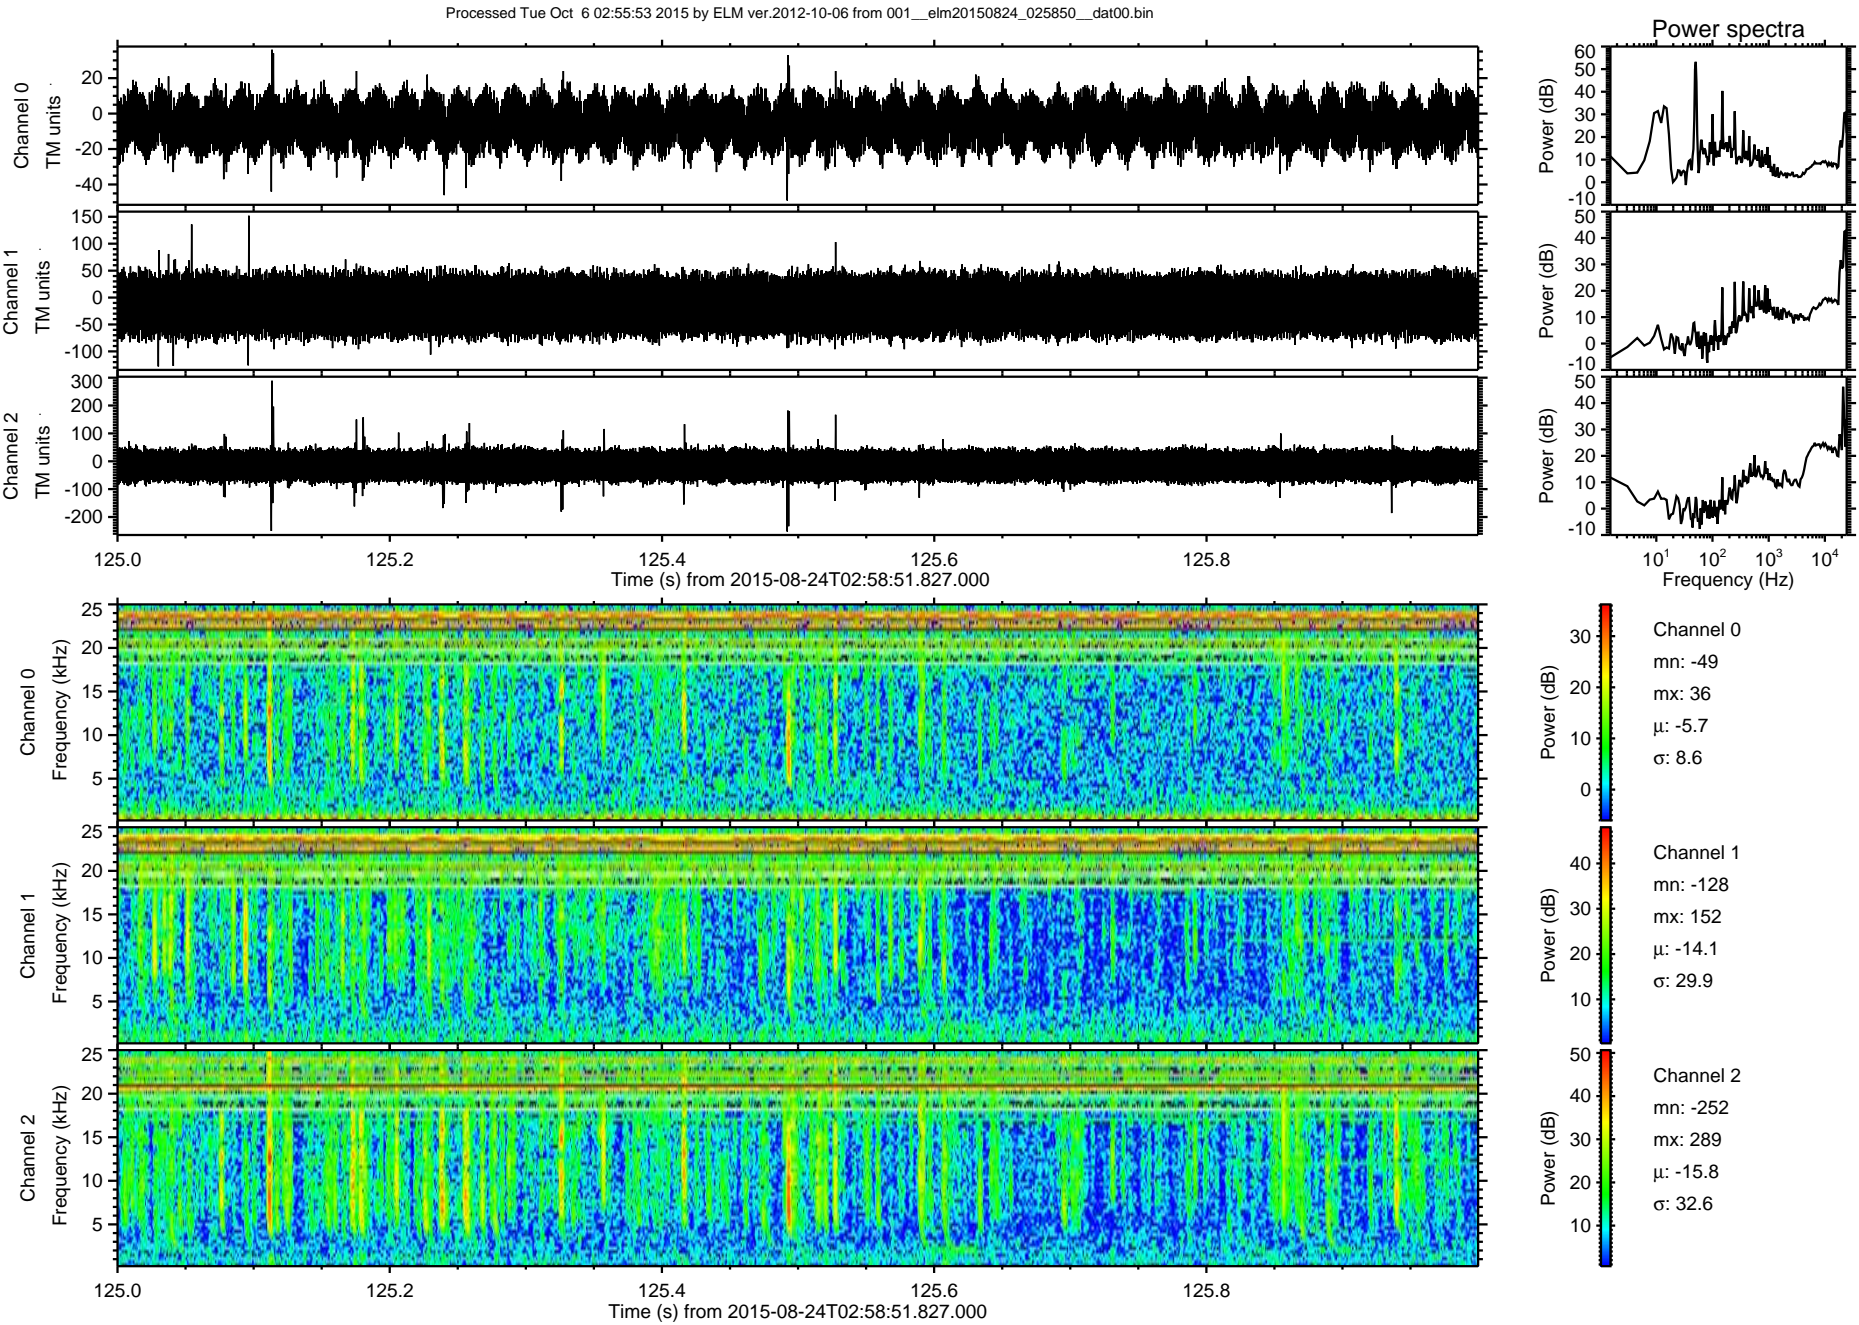 Processed Tue Oct  6 02:55:53 2015 by ELM ver.2012-10-06 from 001__elm20150824_025850__dat00.bin
Power spectra
Channel 0
TM units
20
0
-20
-40
Power (dB)
60
50
40
30
20
10
0
-10
Channel 1
TM units
150
100
50
0
-50
-100
Power (dB)
50
40
30
20
10
0
-10
Channel 2
TM units
300
200
100
0
-100
-200
Power (dB)
50
40
30
20
10
0
-10
125.0 125.2 125.4 125.6 125.8
Time (s) from 2015-08-24T02:58:51.827.000
10¹ 10² 10³ 10⁴
Frequency (Hz)
Channel 0
Frequency (kHz)
25
20
15
10
5
Power (dB)
30
20
10
0
Channel 0
mn: -49
mx: 36
μ: -5.7
σ: 8.6
Channel 1
Frequency (kHz)
25
20
15
10
5
Power (dB)
40
30
20
10
Channel 1
mn: -128
mx: 152
μ: -14.1
σ: 29.9
Channel 2
Frequency (kHz)
25
20
15
10
5
Power (dB)
50
40
30
20
10
Channel 2
mn: -252
mx: 289
μ: -15.8
σ: 32.6
125.0 125.2 125.4 125.6 125.8
Time (s) from 2015-08-24T02:58:51.827.000